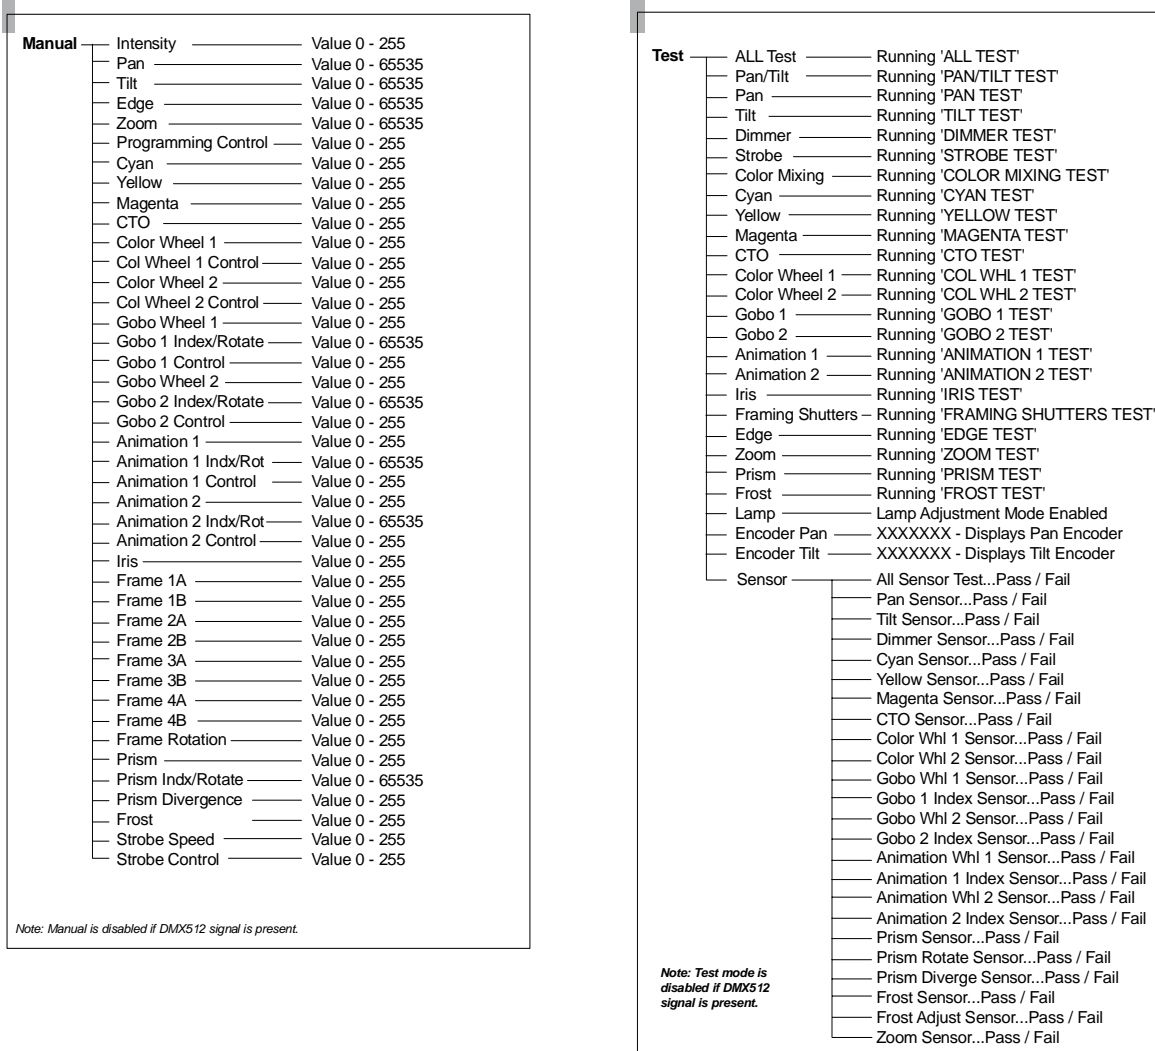 Manual Intensity Value 0 - 255
Pan Value 0 - 65535
Tilt Value 0 - 65535
Edge Value 0 - 65535
Zoom Value 0 - 65535
Programming Control Value 0 - 255
Cyan Value 0 - 255
Yellow Value 0 - 255
Magenta Value 0 - 255
CTO Value 0 - 255
Color Wheel 1 Value 0 - 255
Col Wheel 1 Control Value 0 - 255
Color Wheel 2 Value 0 - 255
Col Wheel 2 Control Value 0 - 255
Gobo Wheel 1 Value 0 - 255
Gobo 1 Index/Rotate Value 0 - 65535
Gobo 1 Control Value 0 - 255
Gobo Wheel 2 Value 0 - 255
Gobo 2 Index/Rotate Value 0 - 65535
Gobo 2 Control Value 0 - 255
Animation 1 Value 0 - 255
Animation 1 Indx/Rot Value 0 - 65535
Animation 1 Control Value 0 - 255
Animation 2 Value 0 - 255
Animation 2 Indx/Rot Value 0 - 65535
Animation 2 Control Value 0 - 255
Iris Value 0 - 255
Frame 1A Value 0 - 255
Frame 1B Value 0 - 255
Frame 2A Value 0 - 255
Frame 2B Value 0 - 255
Frame 3A Value 0 - 255
Frame 3B Value 0 - 255
Frame 4A Value 0 - 255
Frame 4B Value 0 - 255
Frame Rotation Value 0 - 255
Prism Value 0 - 255
Prism Indx/Rotate Value 0 - 65535
Prism Divergence Value 0 - 255
Frost Value 0 - 255
Strobe Speed Value 0 - 255
Strobe Control Value 0 - 255
Note: Manual is disabled if DMX512 signal is present.
Test ALL Test Running 'ALL TEST'
Pan/Tilt Running 'PAN/TILT TEST'
Pan Running 'PAN TEST'
Tilt Running 'TILT TEST'
Dimmer Running 'DIMMER TEST'
Strobe Running 'STROBE TEST'
Color Mixing Running 'COLOR MIXING TEST'
Cyan Running 'CYAN TEST'
Yellow Running 'YELLOW TEST'
Magenta Running 'MAGENTA TEST'
CTO Running 'CTO TEST'
Color Wheel 1 Running 'COL WHL 1 TEST'
Color Wheel 2 Running 'COL WHL 2 TEST'
Gobo 1 Running 'GOBO 1 TEST'
Gobo 2 Running 'GOBO 2 TEST'
Animation 1 Running 'ANIMATION 1 TEST'
Animation 2 Running 'ANIMATION 2 TEST'
Iris Running 'IRIS TEST'
Framing Shutters Running 'FRAMING SHUTTERS TEST'
Edge Running 'EDGE TEST'
Zoom Running 'ZOOM TEST'
Prism Running 'PRISM TEST'
Frost Running 'FROST TEST'
Lamp Lamp Adjustment Mode Enabled
Encoder Pan XXXXXXX - Displays Pan Encoder
Encoder Tilt XXXXXXX - Displays Tilt Encoder
Sensor All Sensor Test...Pass / Fail
Pan Sensor...Pass / Fail
Tilt Sensor...Pass / Fail
Dimmer Sensor...Pass / Fail
Cyan Sensor...Pass / Fail
Yellow Sensor...Pass / Fail
Magenta Sensor...Pass / Fail
CTO Sensor...Pass / Fail
Color Whl 1 Sensor...Pass / Fail
Color Whl 2 Sensor...Pass / Fail
Gobo Whl 1 Sensor...Pass / Fail
Gobo 1 Index Sensor...Pass / Fail
Gobo Whl 2 Sensor...Pass / Fail
Gobo 2 Index Sensor...Pass / Fail
Animation Whl 1 Sensor...Pass / Fail
Animation 1 Index Sensor...Pass / Fail
Animation Whl 2 Sensor...Pass / Fail
Animation 2 Index Sensor...Pass / Fail
Prism Sensor...Pass / Fail
Prism Rotate Sensor...Pass / Fail
Prism Diverge Sensor...Pass / Fail
Frost Sensor...Pass / Fail
Frost Adjust Sensor...Pass / Fail
Zoom Sensor...Pass / Fail
Note: Test mode is
disabled if DMX512
signal is present.